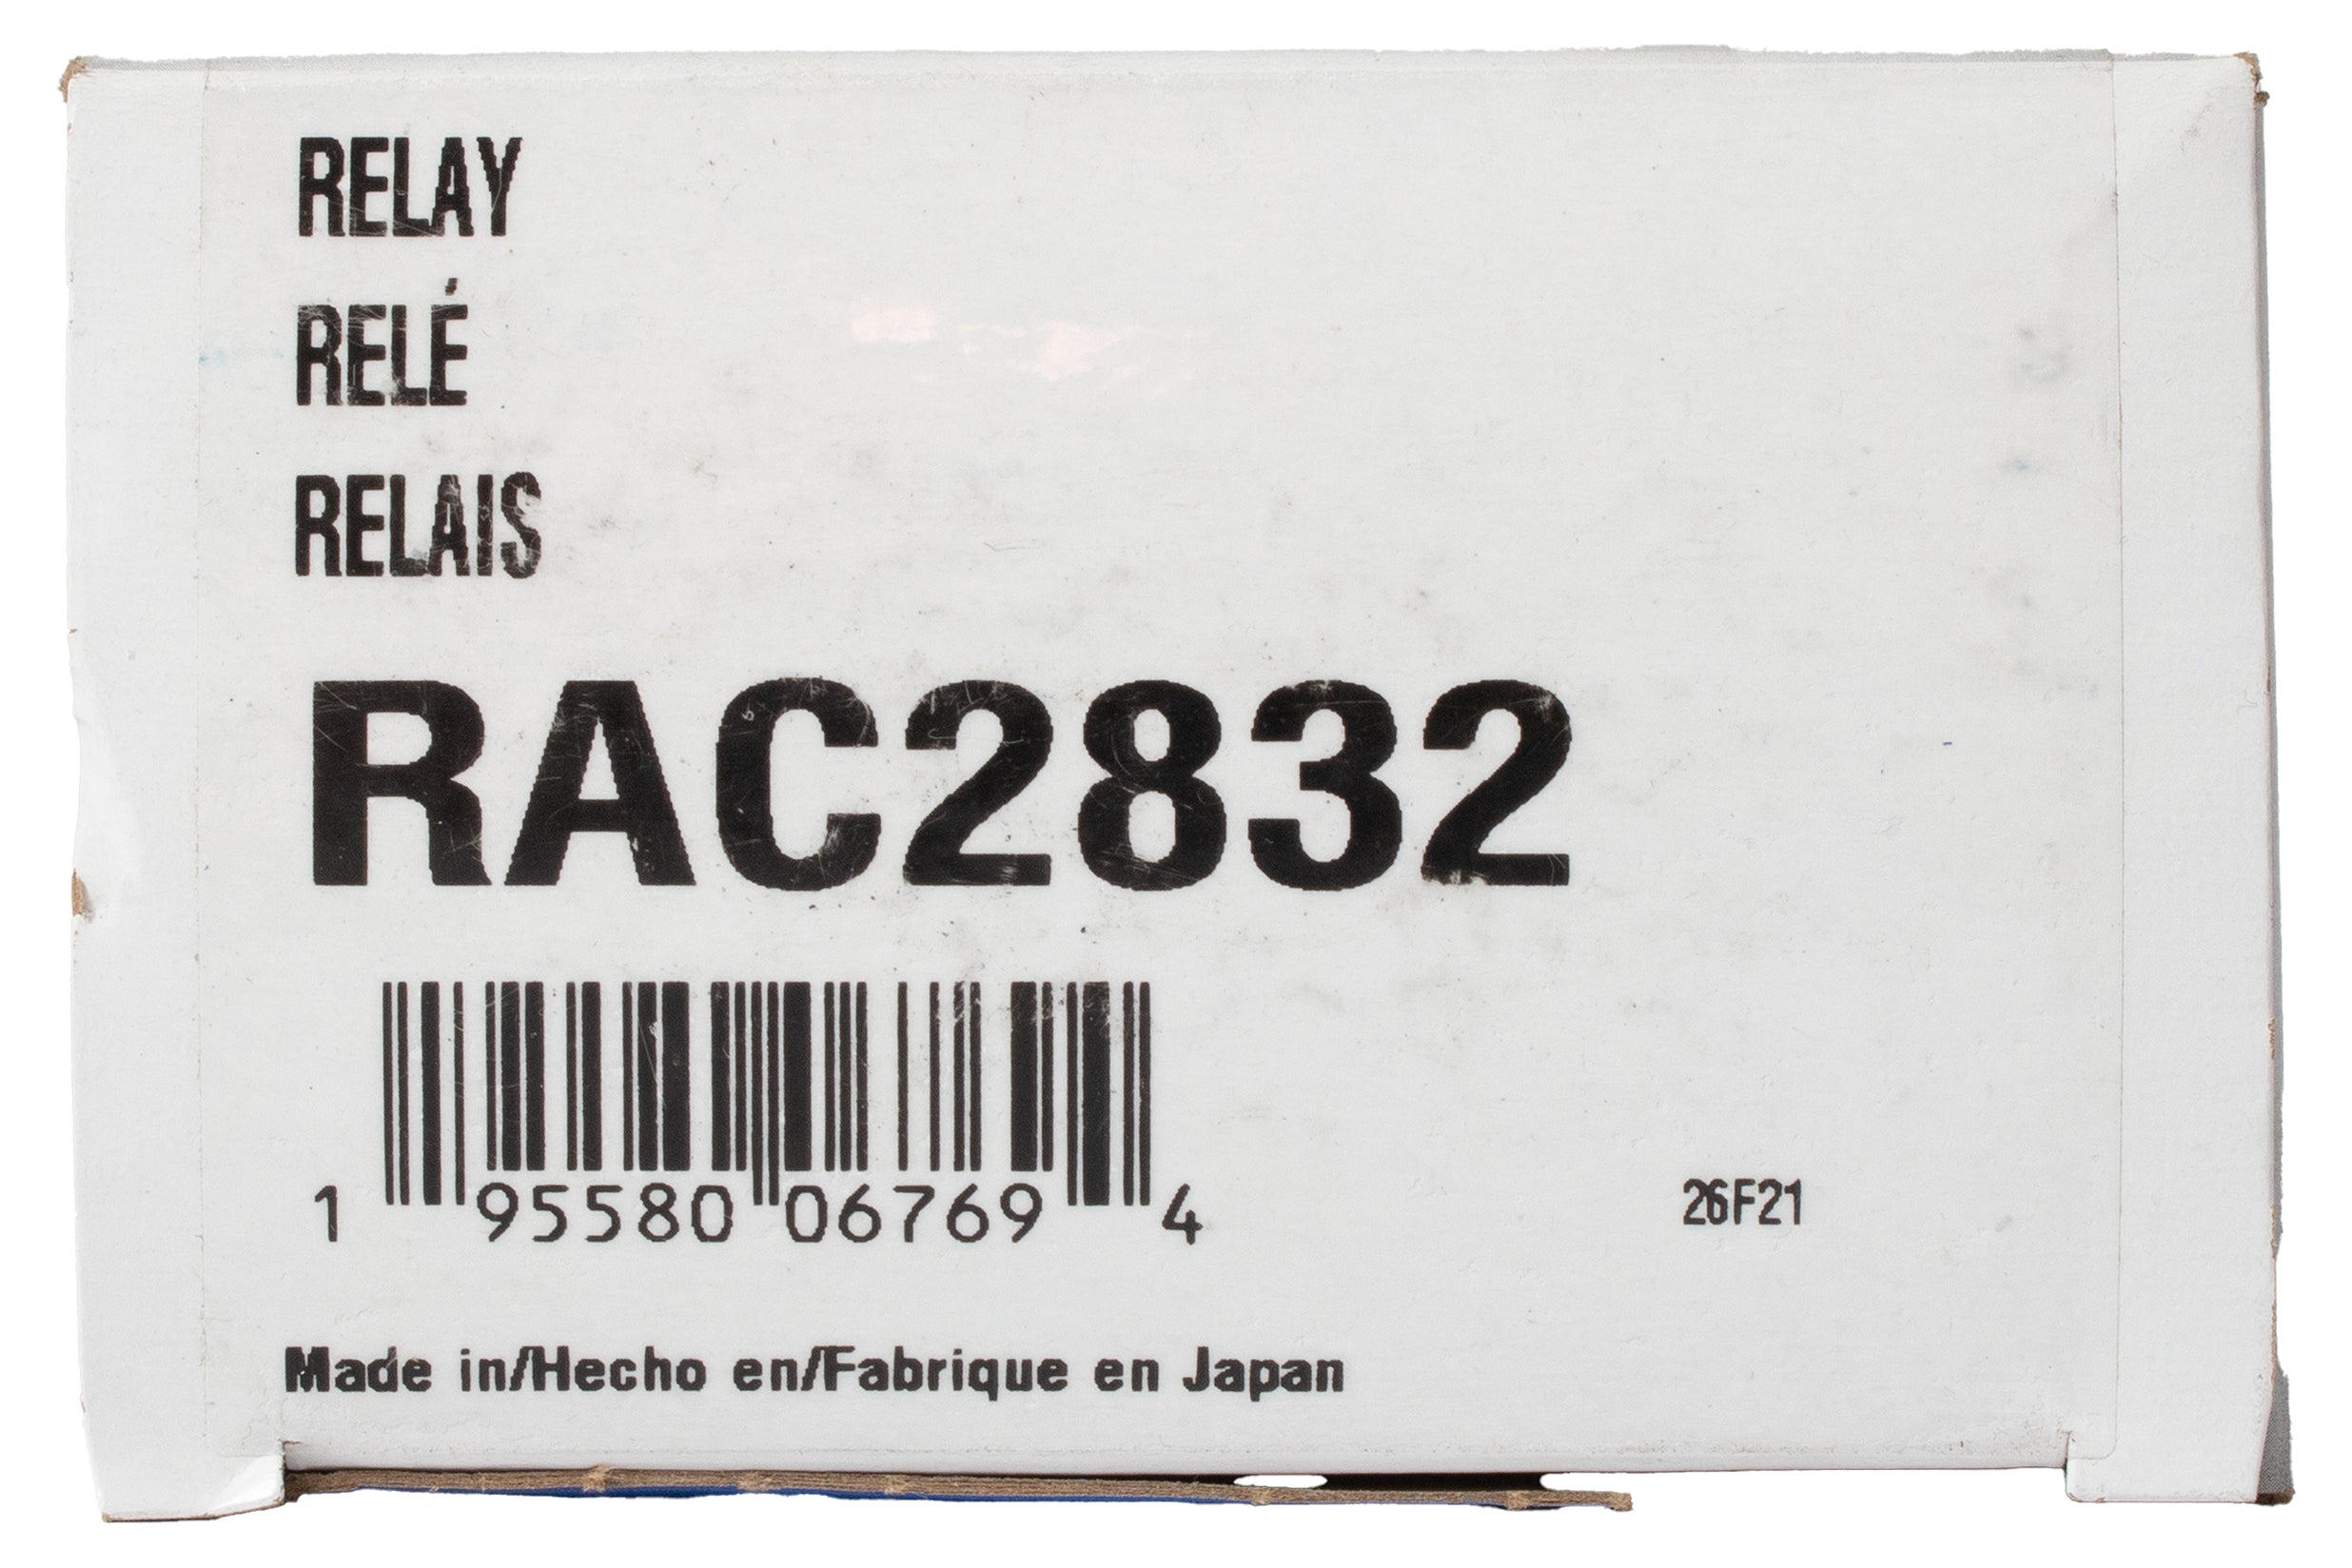 RELAY
RELÉ
RELAIS
RAC2832
1 95580 06769 4
26F21
Made in/Hecho en/Fabrique en Japan